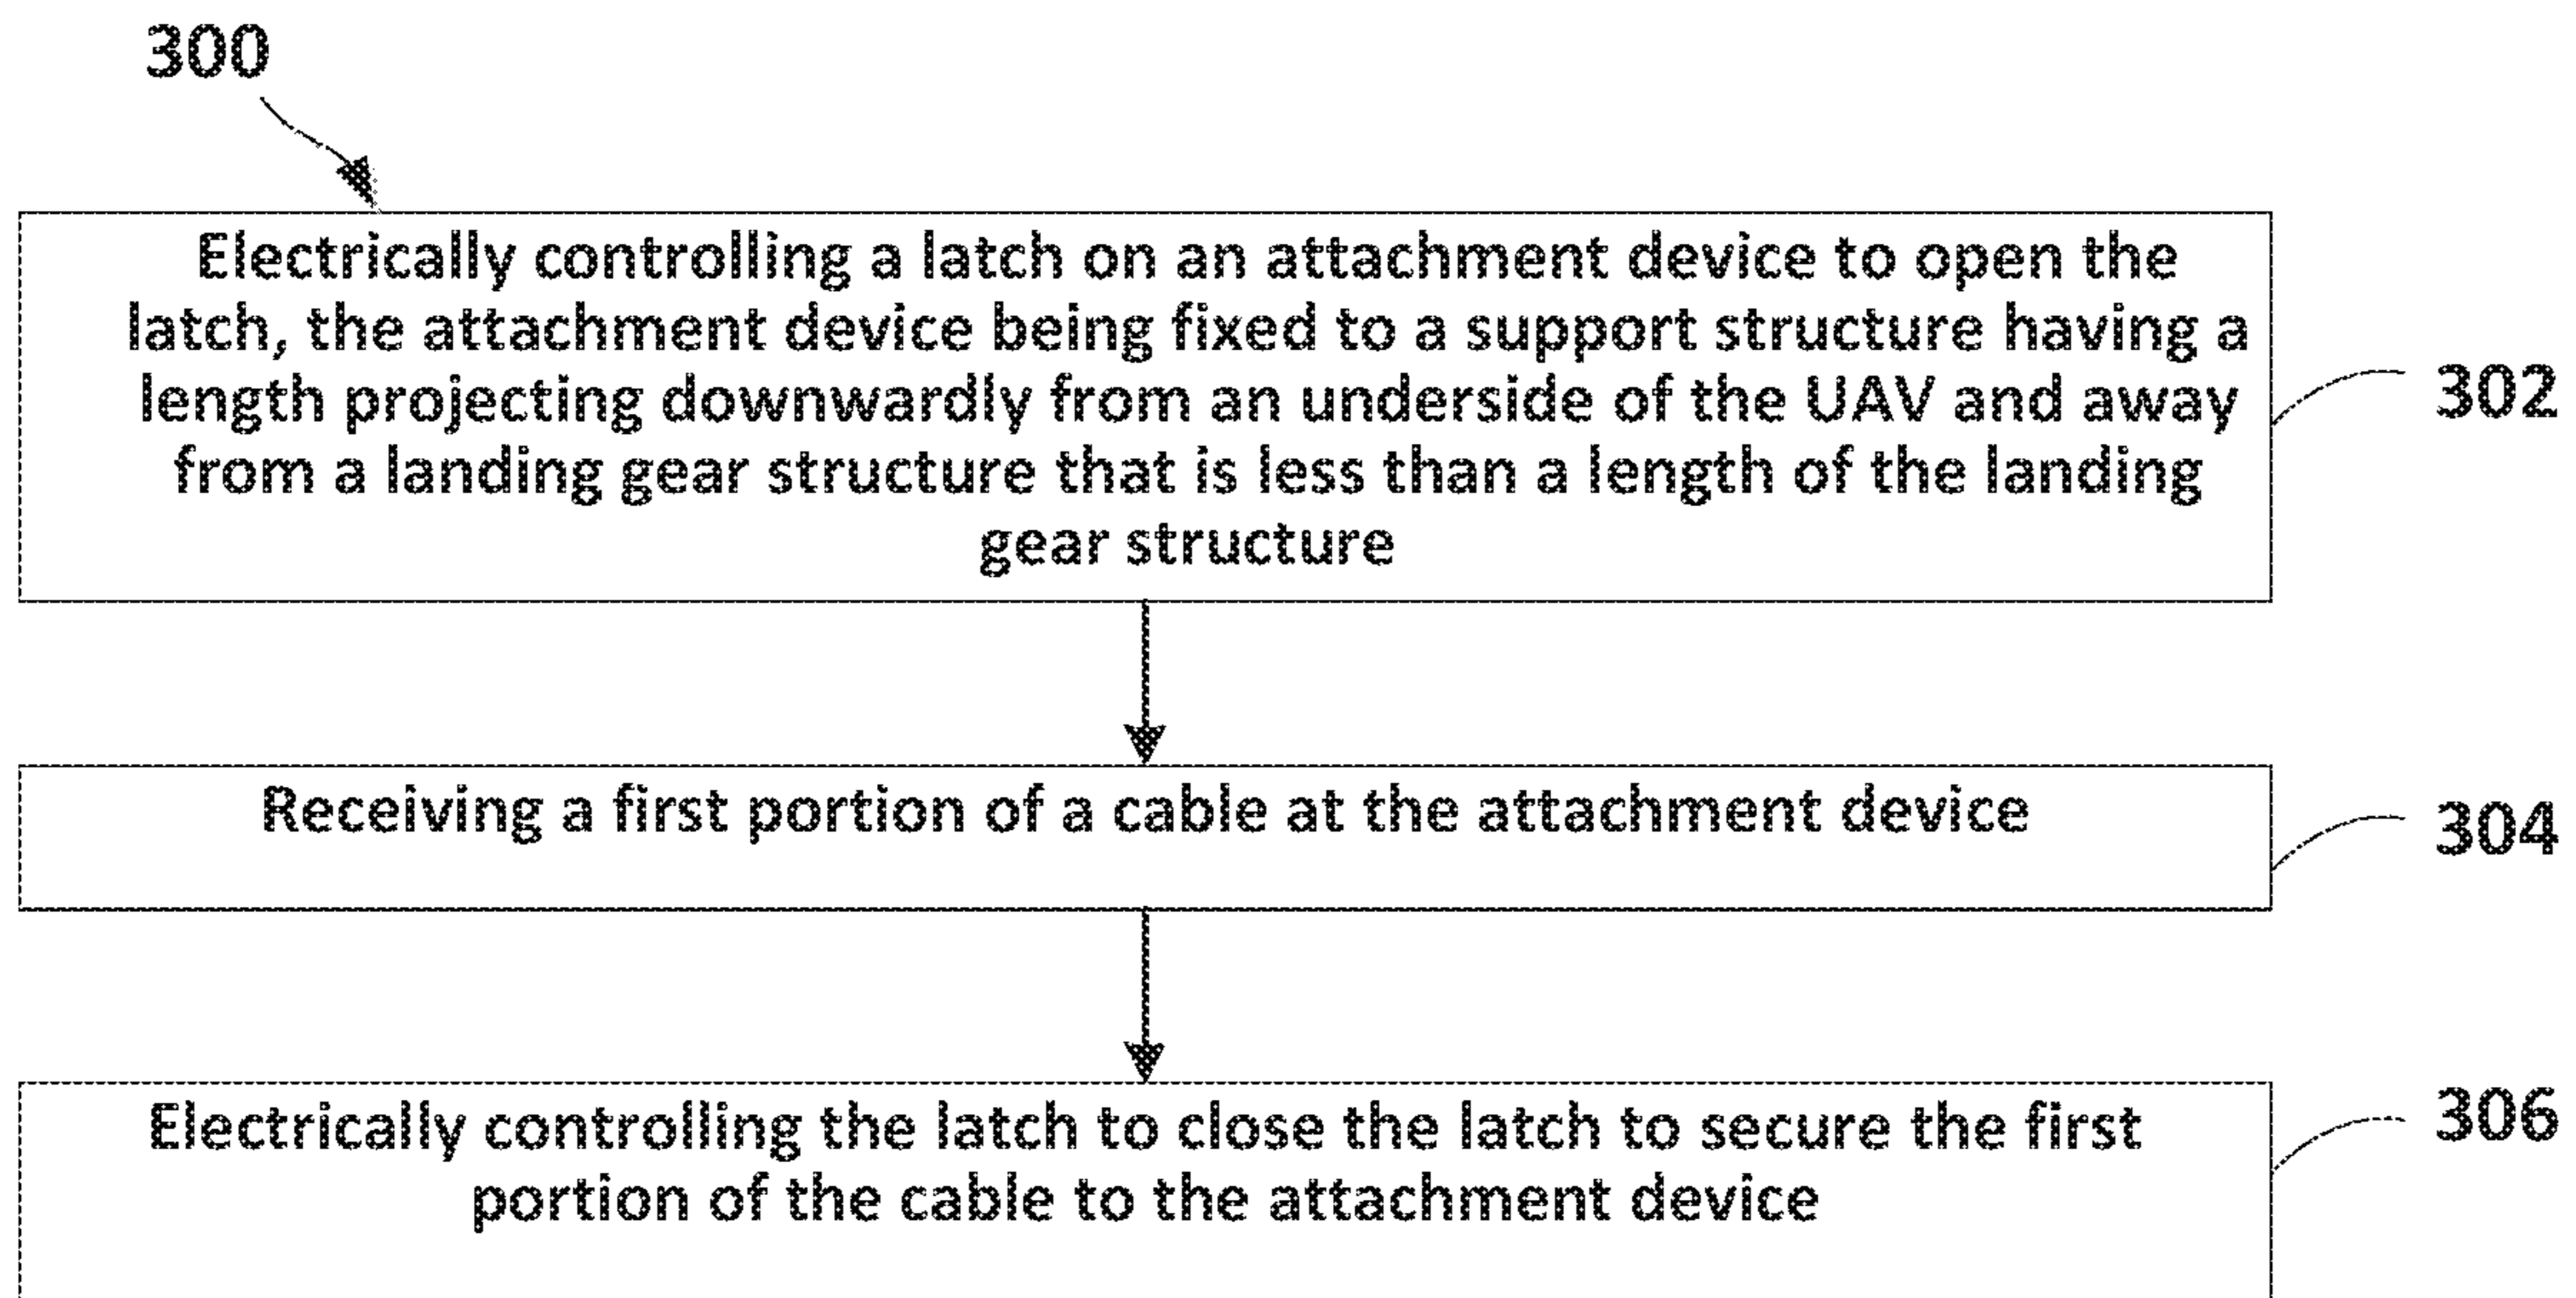 300
Electrically controlling a latch on an attachment device to open the
latch, the attachment device being fixed to a support structure having a
length projecting downwardly from an underside of the UAV and away
from a landing gear structure that is less than a length of the landing
gear structure
302
Receiving a first portion of a cable at the attachment device
304
Electrically controlling the latch to close the latch to secure the first
portion of the cable to the attachment device
306